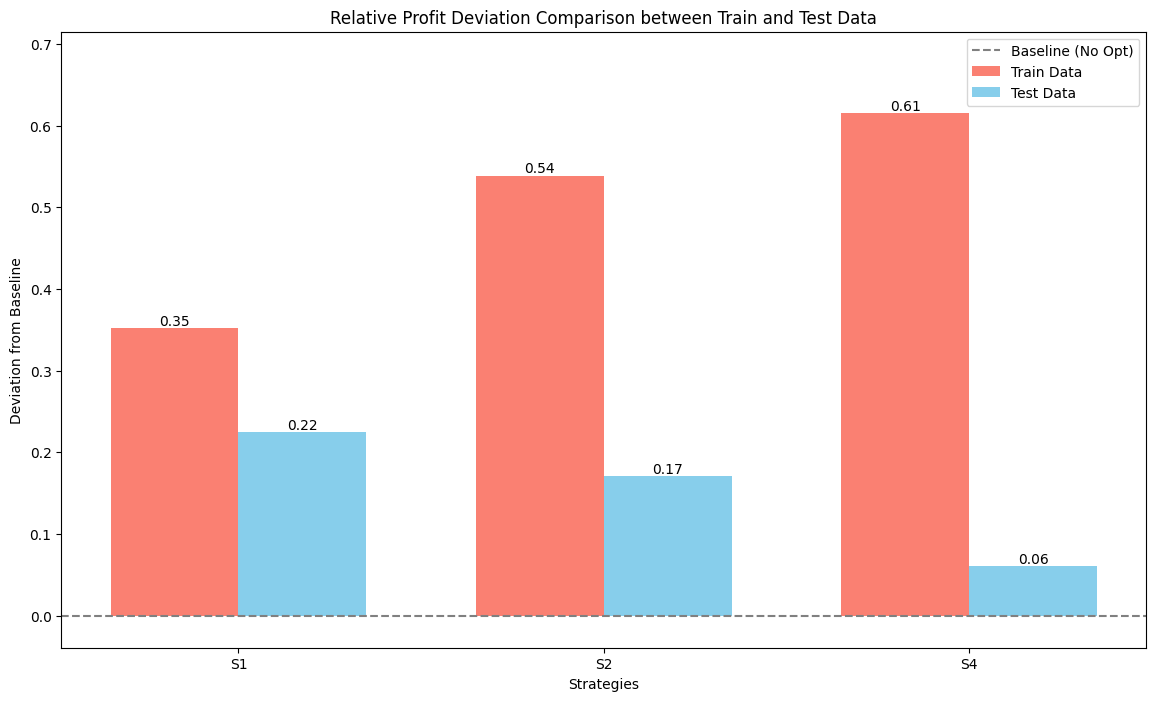 Relative Profit Deviation Comparison between Train and Test Data
Baseline (No Opt)
Train Data
Test Data
Deviation from Baseline
0.7
0.6
0.5
0.4
0.3
0.2
0.1
0.0
0.35
0.22
0.54
0.17
0.61
0.06
S1
S2
S4
Strategies